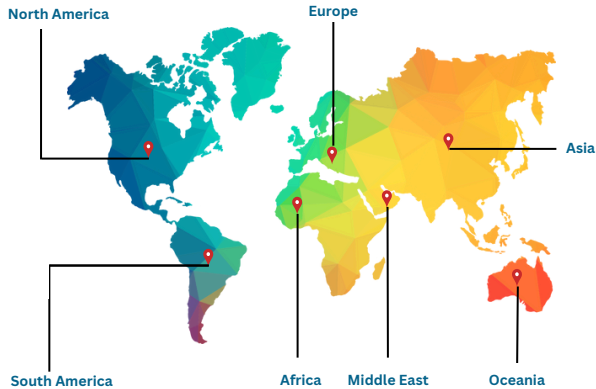 North America
Europe
Asia
South America
Africa
Middle East
Oceania